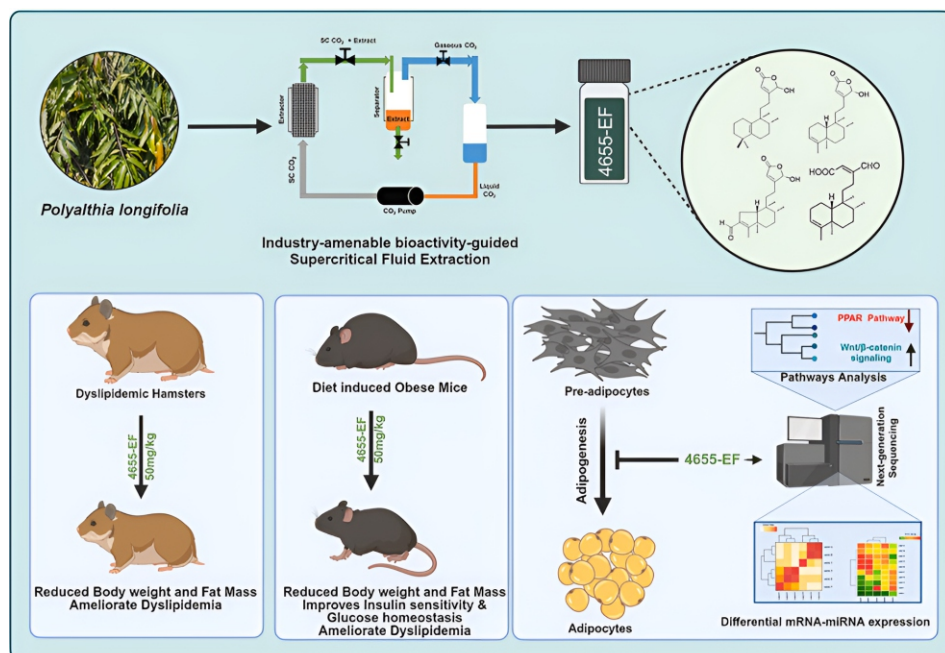 SC CO₂ + Extract
Gaseous CO₂
Extractor
Separator
Extract
SC CO₂
Liquid
CO₂
CO₂ Pump
Polyalthia longifolia
Industry-amenable bioactivity-guided
Supercritical Fluid Extraction
4655-EF
O
O
OH
H
O
O
OH
H
O
O
OH
H
O
H
HOOC
CHO
H
Dyslipidemic Hamsters
4655-EF
50mg/kg
Reduced Body weight and Fat Mass
Ameliorate Dyslipidemia
Diet induced Obese Mice
4655-EF
50mg/kg
Reduced Body weight and Fat Mass
Improves Insulin sensitivity &
Glucose homeostasis
Ameliorate Dyslipidemia
Pre-adipocytes
Adipogenesis
4655-EF
Adipocytes
PPAR Pathway
Wnt/β-catenin
signaling
Pathways Analysis
Next-generation
Sequencing
Differential mRNA-miRNA expression